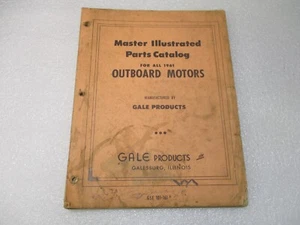 Master Illustrated
Parts Catalog
FOR ALL 1961
OUTBOARD MOTORS
MANUFACTURED BY
GALE PRODUCTS
GALE PRODUCTS
GALESBURG, ILLINOIS